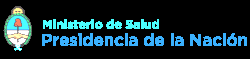 Ministerio de Salud
Presidencia de la Nación